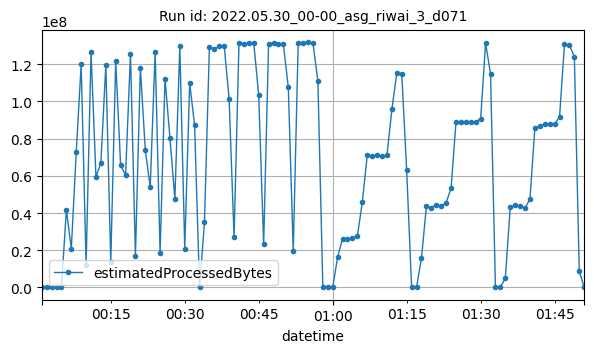 Run id: 2022.05.30_00-00_asg_riwai_3_d071
1e8
1.2
1.0
0.8
0.6
0.4
0.2
0.0
estimatedProcessedBytes
00:15 00:30 00:45 01:00 01:15 01:30 01:45
datetime